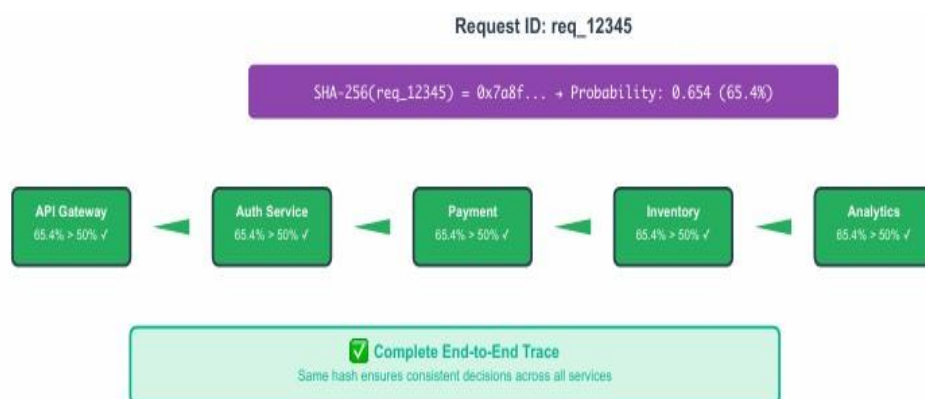 Request ID: req_12345
SHA-256(req_12345) = 0x7a8f... → Probability: 0.654 (65.4%)
API Gateway
65.4% > 50% ✓
Auth Service
65.4% > 50% ✓
Payment
65.4% > 50% ✓
Inventory
65.4% > 50% ✓
Analytics
65.4% > 50% ✓
✅ Complete End-to-End Trace
Same hash ensures consistent decisions across all services